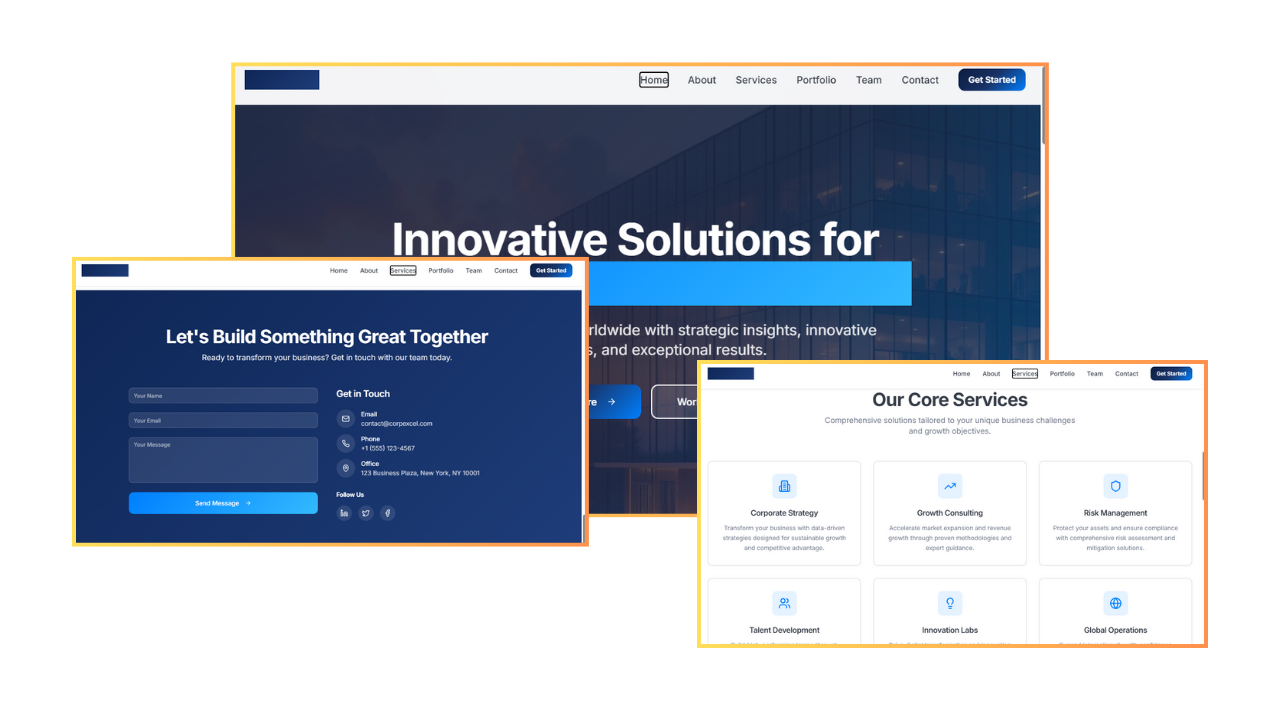 Home About Services Portfolio Team Contact Get Started
Innovative Solutions for
ldwide with strategic insights, innovative
and exceptional results.
Home About Services Portfolio Team Contact Get Started
Let's Build Something Great Together
Ready to transform your business? Get in touch with our team today.
Your Name
Your Email
Your Message
Send Message
Get in Touch
Email
contact@corpexcel.com
Phone
+1 (555) 123-4567
Office
123 Business Plaza, New York, NY 10001
Follow Us
Home About Services Portfolio Team Contact Get Started
Our Core Services
Comprehensive solutions tailored to your unique business challenges
and growth objectives.
Corporate Strategy
Transform your business with data-driven
strategies designed for sustainable growth
and competitive advantage.
Growth Consulting
Accelerate market expansion and revenue
growth through proven methodologies and
expert guidance.
Risk Management
Protect your assets and ensure compliance
with comprehensive risk assessment and
mitigation solutions.
Talent Development
Innovation Labs
Global Operations